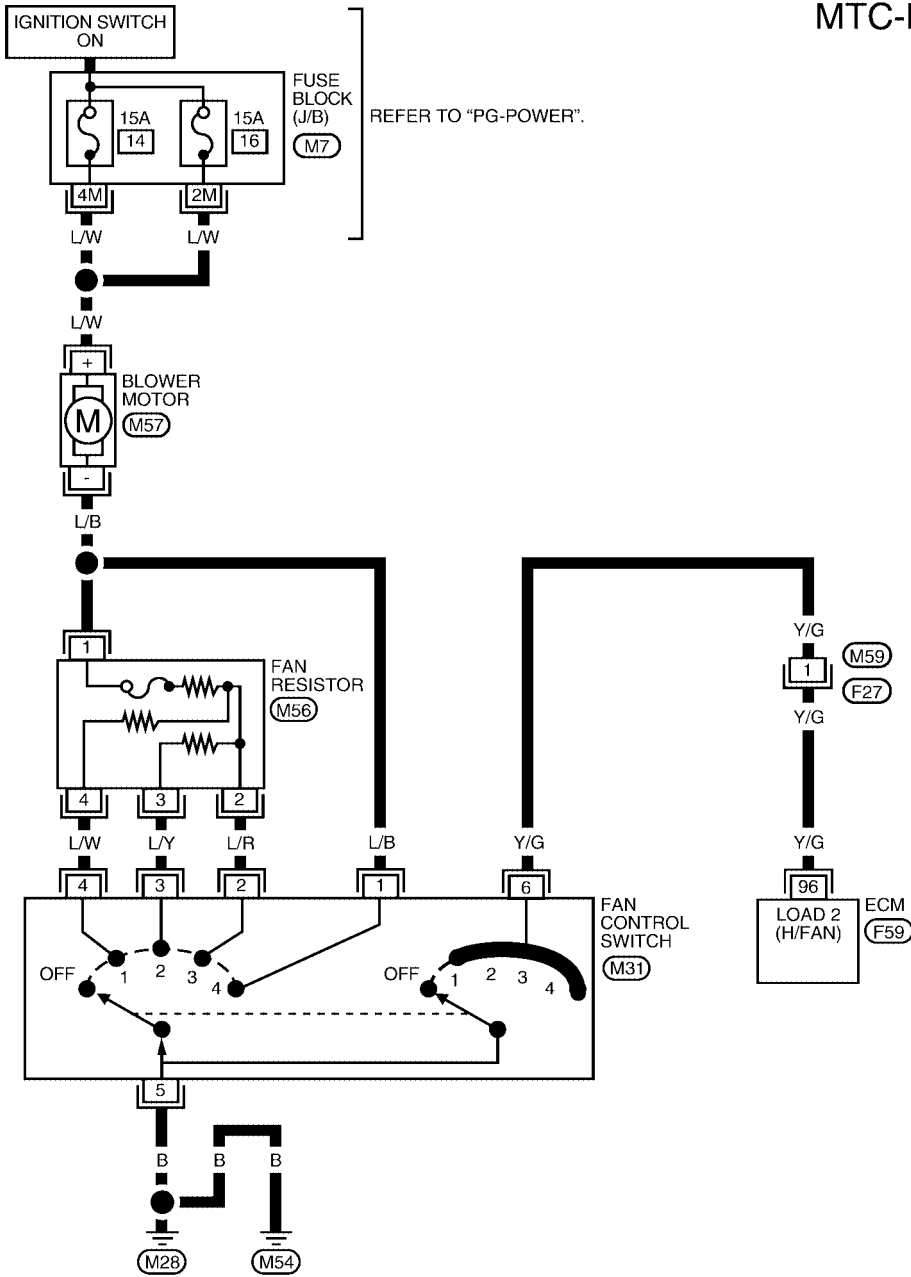 MTC-
IGNITION SWITCH
ON
FUSE
BLOCK
(J/B)
M7
REFER TO “PG-POWER”.
15A
14
15A
16
4M
2M
L/W
L/W
L/W
+
BLOWER
MOTOR
M57
M
-
L/B
1
FAN
RESISTOR
M56
Y/G
1
M59
F27
Y/G
4
3
2
L/W
L/Y
L/R
L/B
Y/G
Y/G
4
3
2
1
6
96
FAN
CONTROL
SWITCH
M31
LOAD 2
(H/FAN)
ECM
F59
OFF
1
2
3
4
OFF
1
2
3
4
5
B
B
B
M28
M54